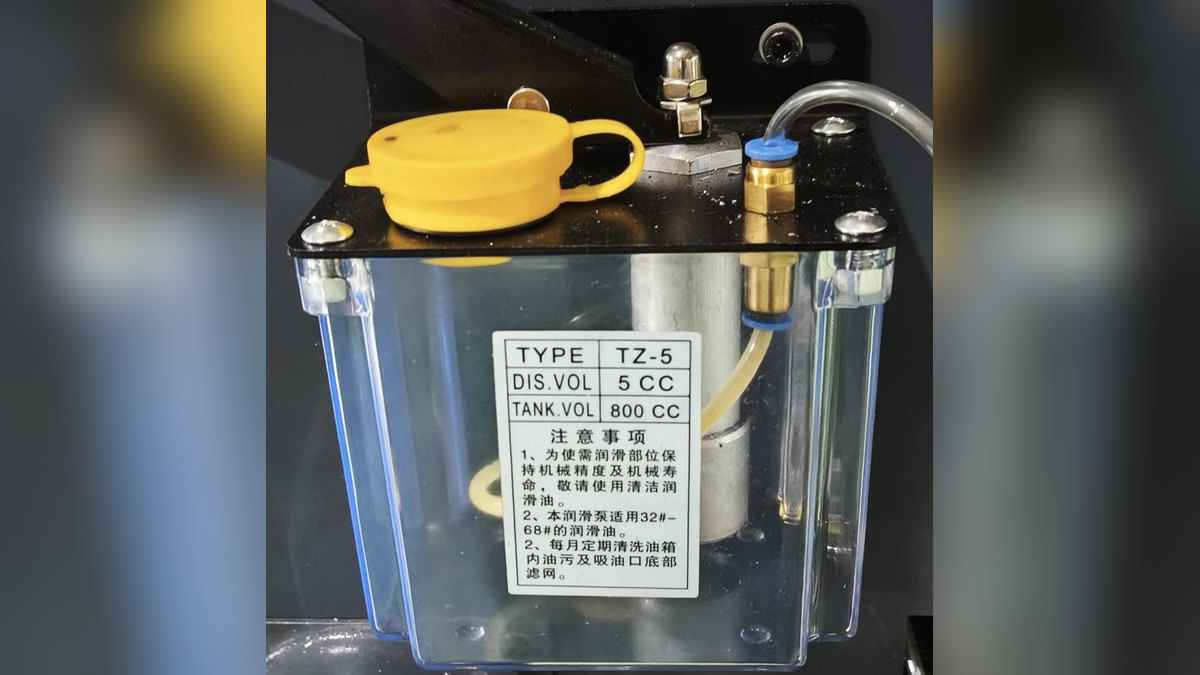 TYPE TZ-5
DIS.VOL 5 CC
TANK.VOL 800 CC
注意事项
1、为使需润滑部位保
持机械精度及机械寿
命，敬请使用清洁润
滑油。
2、本润滑泵适用32#-
68#的润滑油。
2、每月定期清洗油箱
内油污及吸油口底部
滤网。